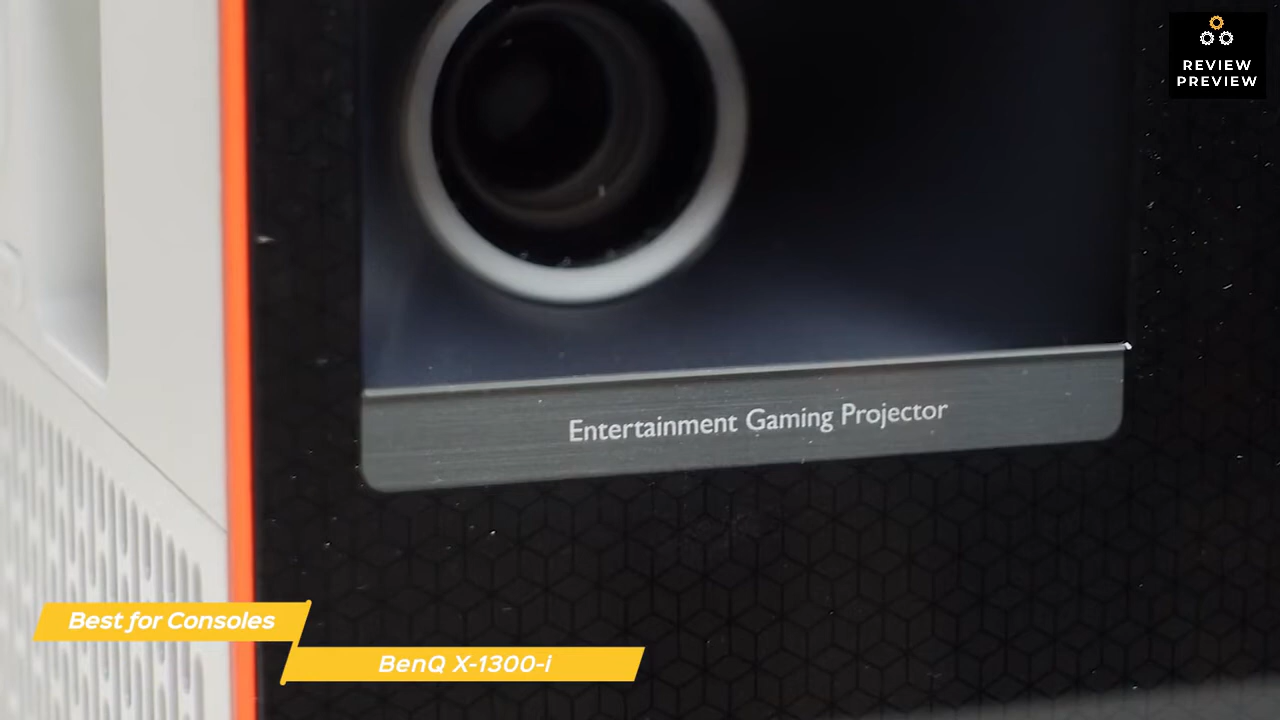 REVIEW
PREVIEW
Entertainment Gaming Projector
Best for Consoles
BenQ X-1300-i